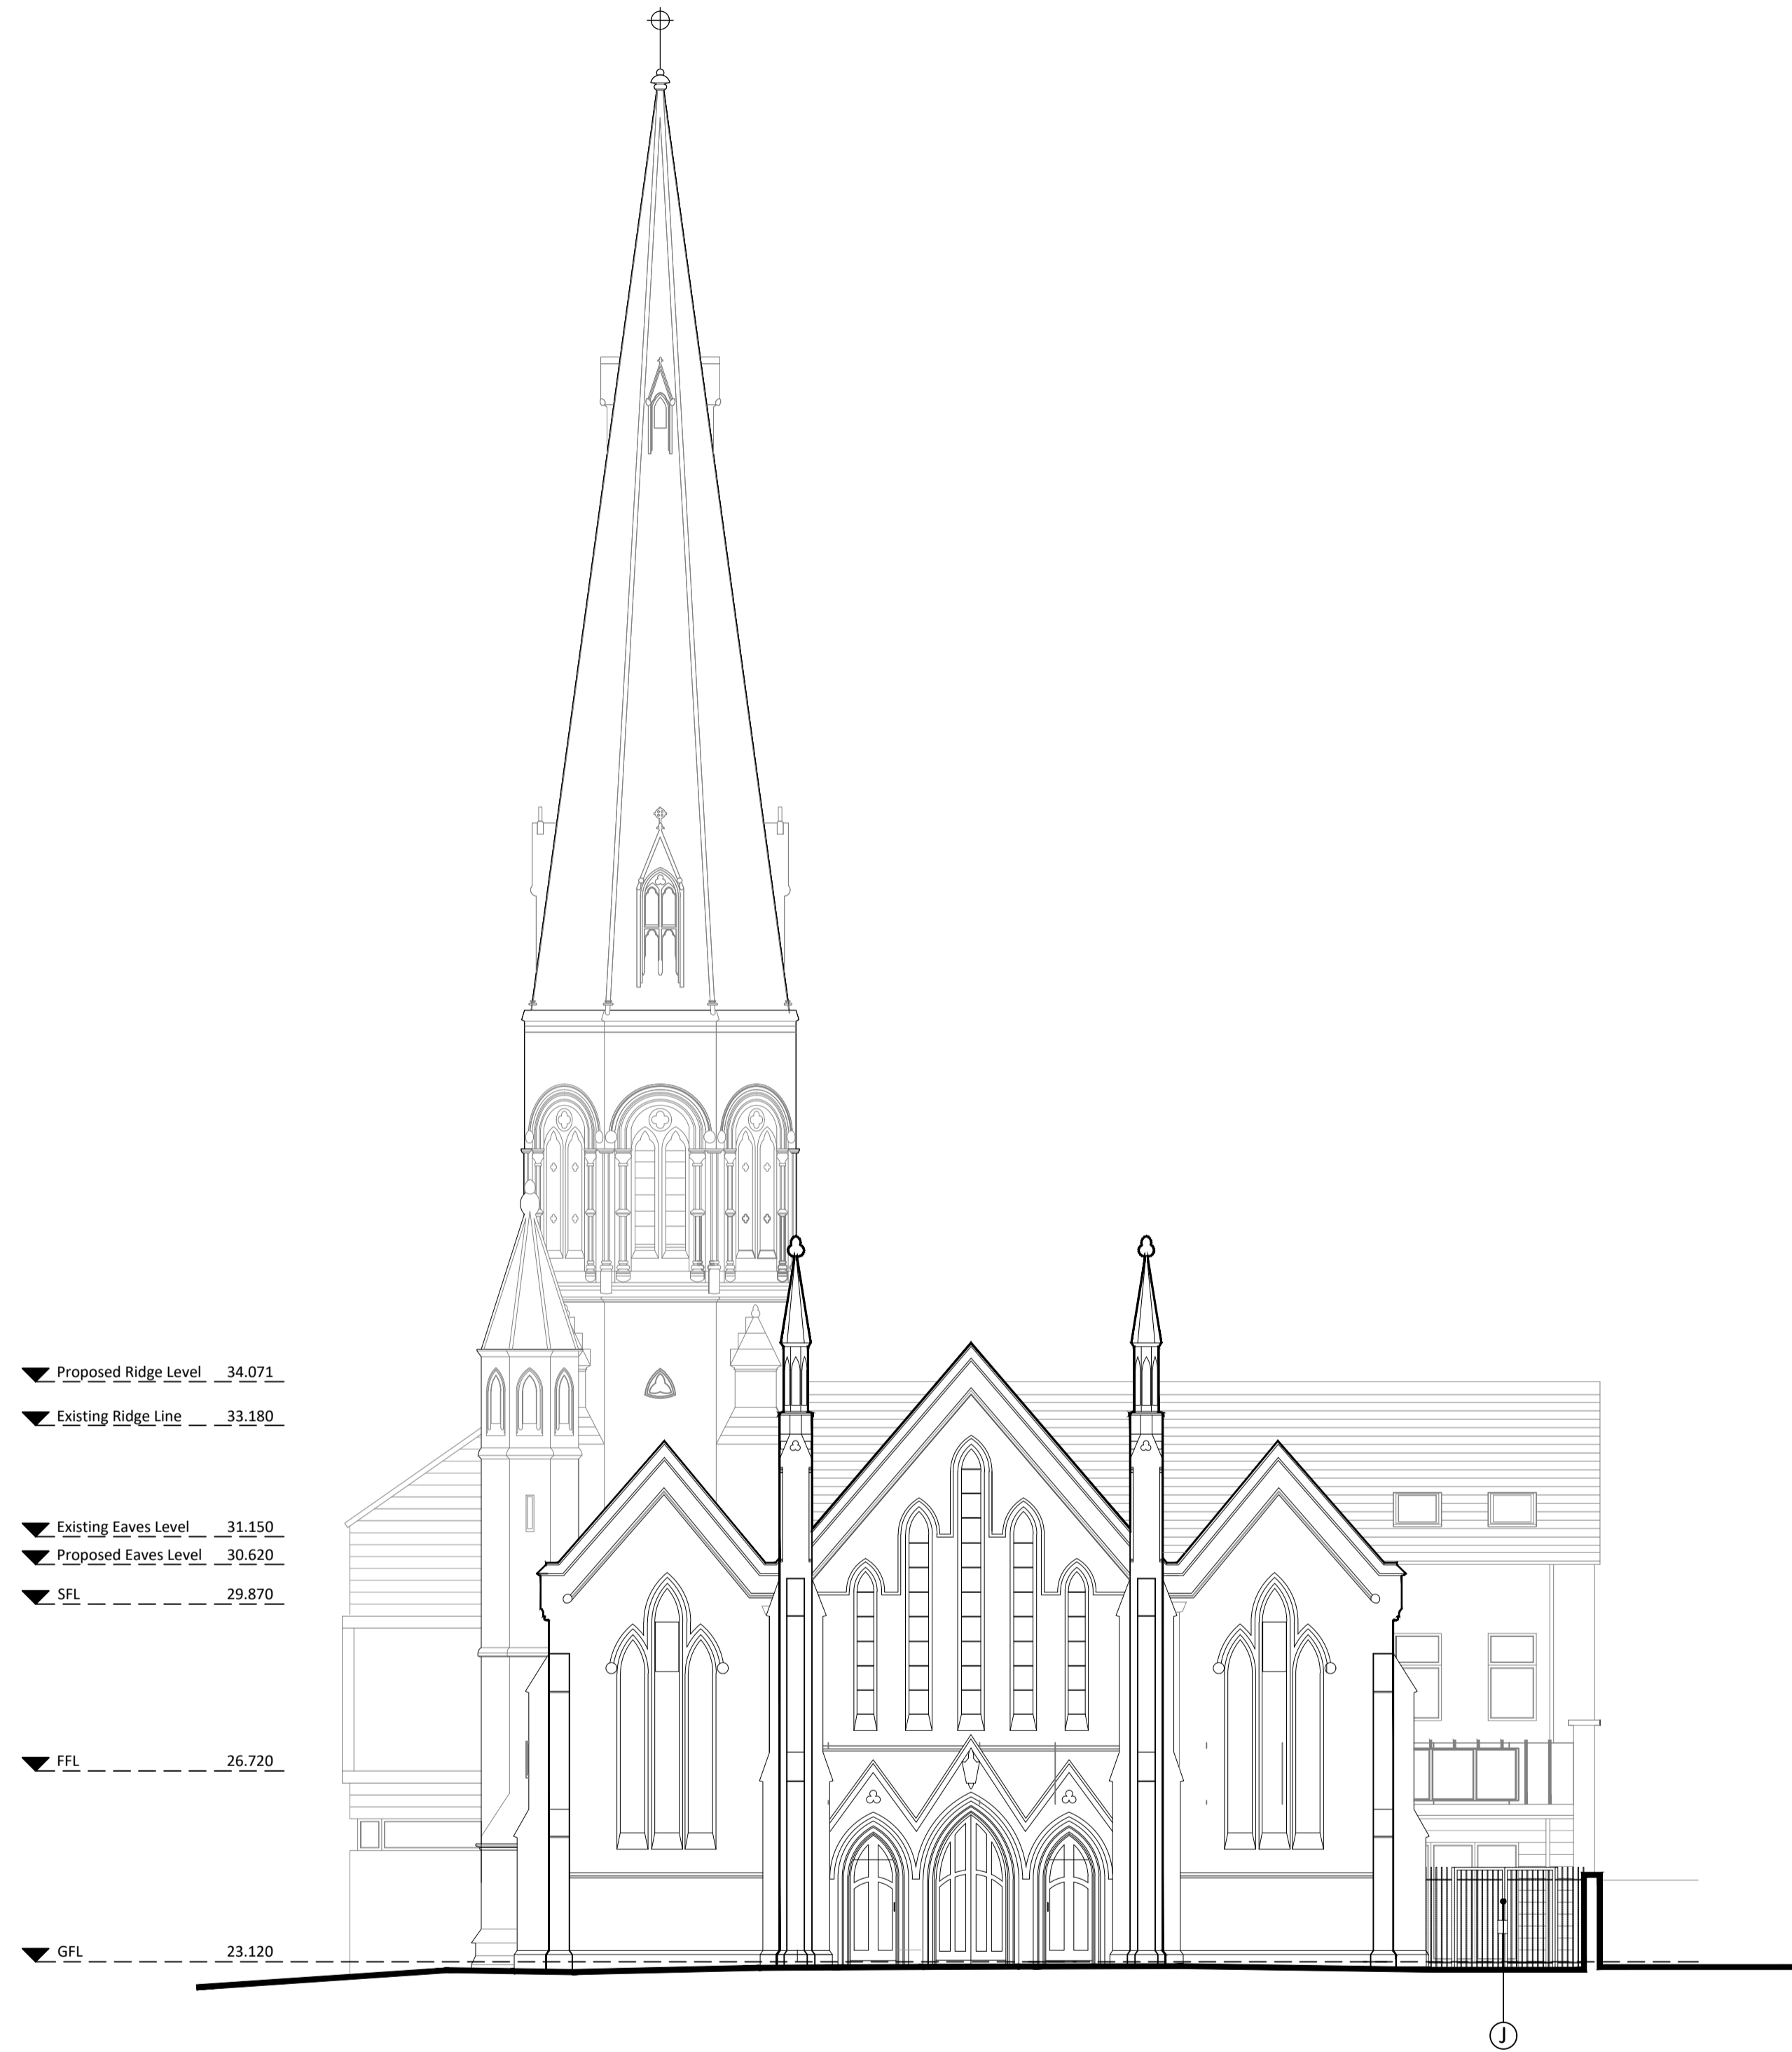 Proposed Ridge Level 34.071
Existing Ridge Line 33.180
Existing Eaves Level 31.150
Proposed Eaves Level 30.620
SFL 29.870
FFL 26.720
GFL 23.120
J